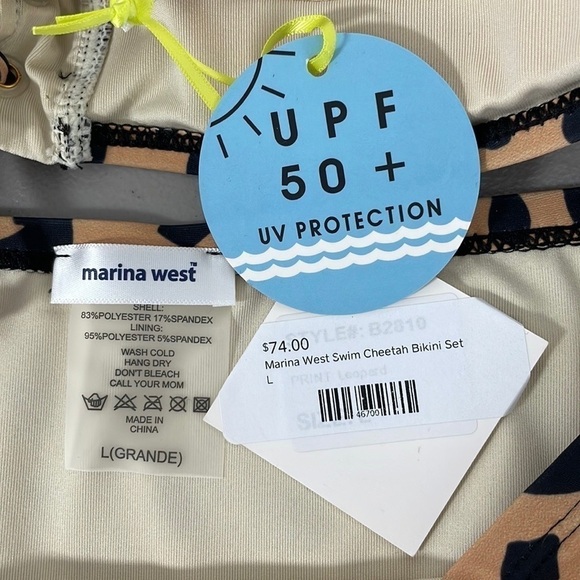 UPF
50 +
UV PROTECTION
marina west™
SHELL:
83%POLYESTER 17%SPANDEX
LINING:
95%POLYESTER 5%SPANDEX
WASH COLD
HANG DRY
DON'T BLEACH
CALL YOUR MOM
MADE IN
CHINA
L(GRANDE)
STYLE#: B2810
$74.00
Marina West Swim Cheetah Bikini Set
L
PRINT Leopard
46700